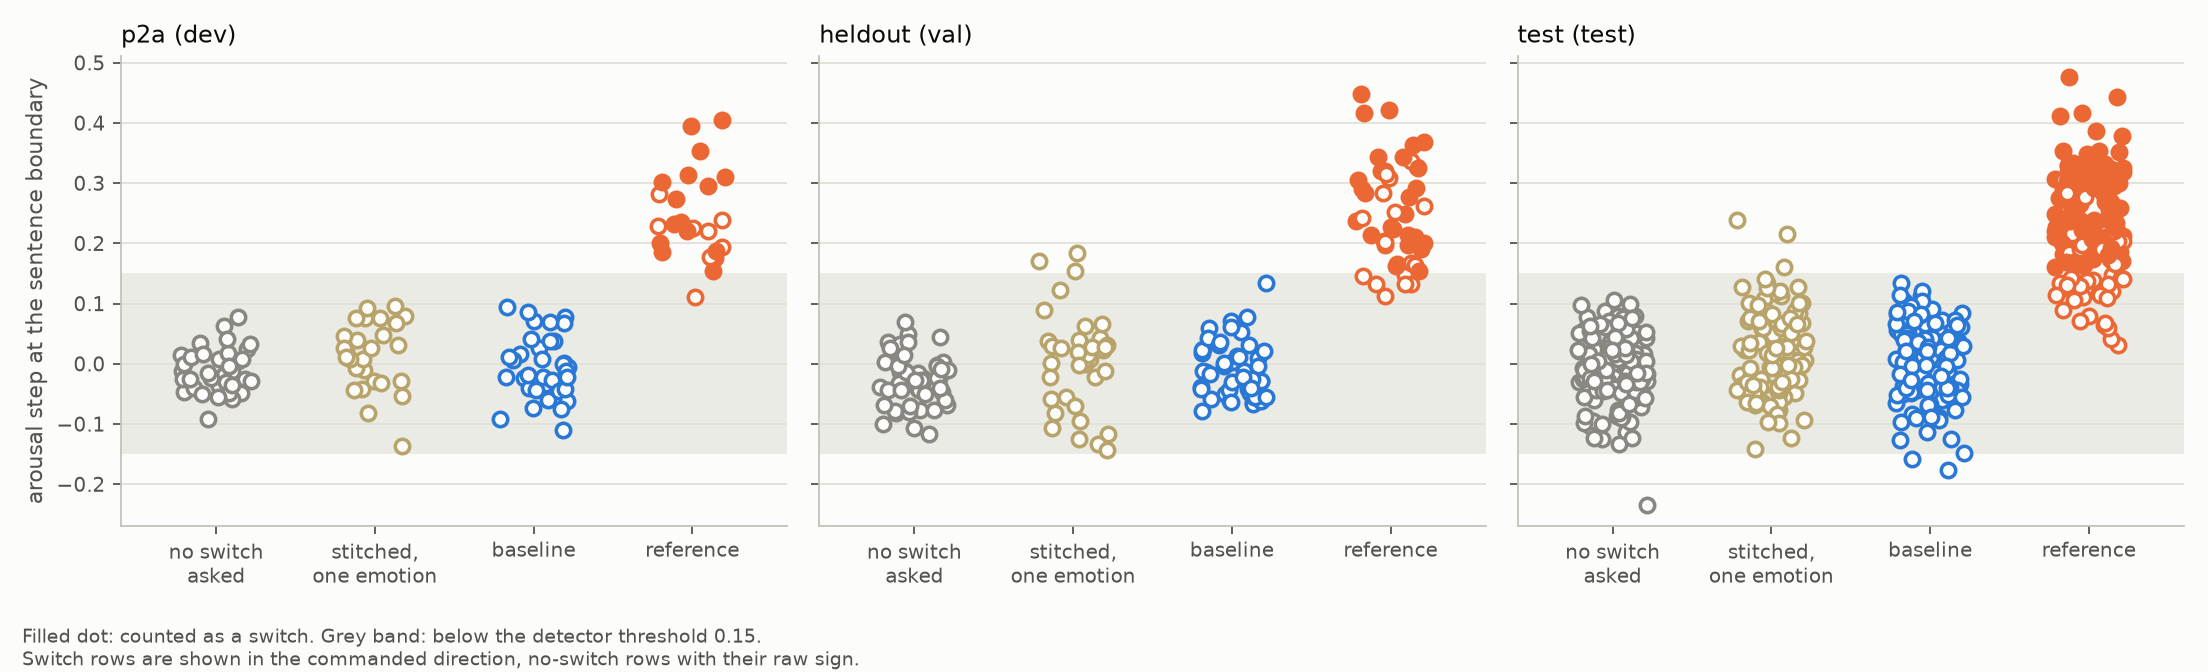 p2a (dev)
heldout (val)
test (test)
arousal step at the sentence boundary
0.5
0.4
0.3
0.2
0.1
0.0
−0.1
−0.2
no switch
asked
stitched,
one emotion
baseline
reference
no switch
asked
stitched,
one emotion
baseline
reference
no switch
asked
stitched,
one emotion
baseline
reference
Filled dot: counted as a switch. Grey band: below the detector threshold 0.15.
Switch rows are shown in the commanded direction, no-switch rows with their raw sign.